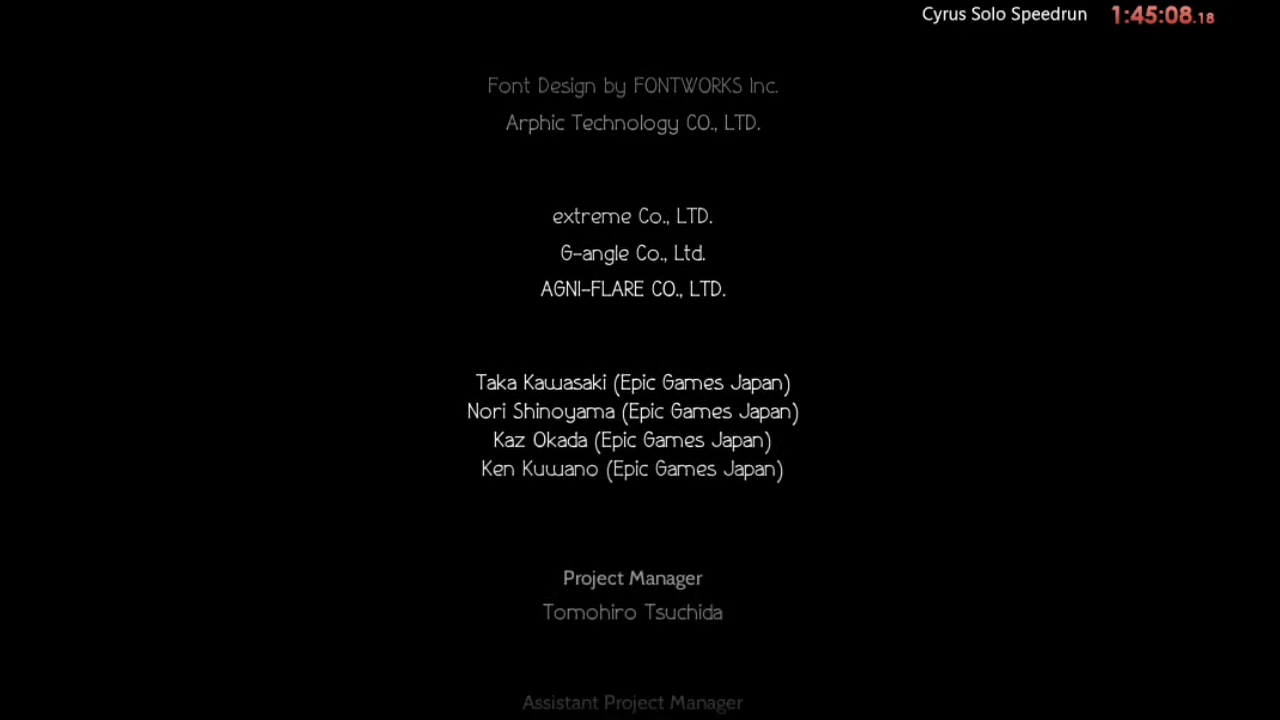 Cyrus Solo Speedrun 1:45:08.18
Font Design by FONTWORKS Inc.
Arphic Technology CO., LTD.
extreme Co., LTD.
G-angle Co., Ltd.
AGNI-FLARE CO., LTD.
Taka Kawasaki (Epic Games Japan)
Nori Shinoyama (Epic Games Japan)
Kaz Okada (Epic Games Japan)
Ken Kuwano (Epic Games Japan)
Project Manager
Tomohiro Tsuchida
Assistant Project Manager